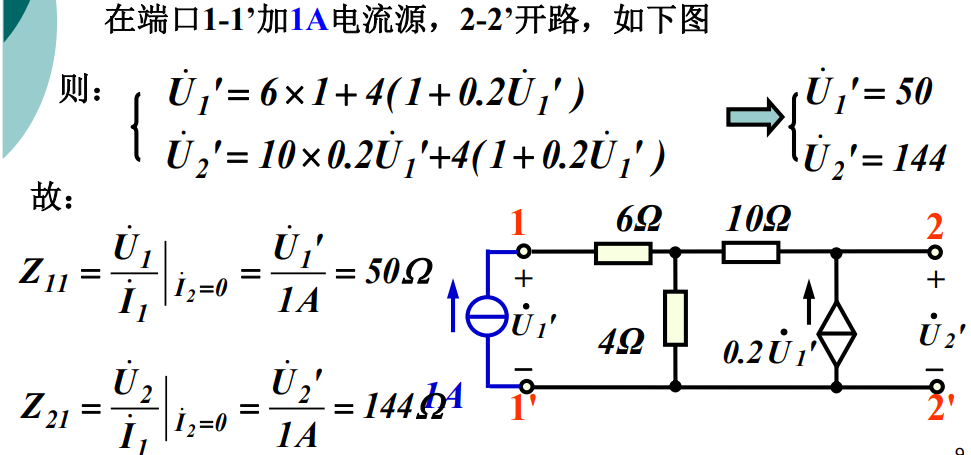 在端口1-1’加1A电流源，2-2’开路，如下图
则：
{ U̇₁' = 6×1+4(1+0.2U̇₁')
U̇₂' = 10×0.2U̇₁'+4(1+0.2U̇₁')
{ U̇₁' = 50
U̇₂' = 144
故：
Z₁₁ = U̇₁/İ₁ | İ₂=0 = U̇₁'/1A = 50Ω
Z₂₁ = U̇₂/İ₁ | İ₂=0 = U̇₂'/1A = 144Ω
1
6Ω
10Ω
2
+
+
U̇₁'
4Ω
0.2U̇₁'
U̇₂'
−
−
1A
1'
2'